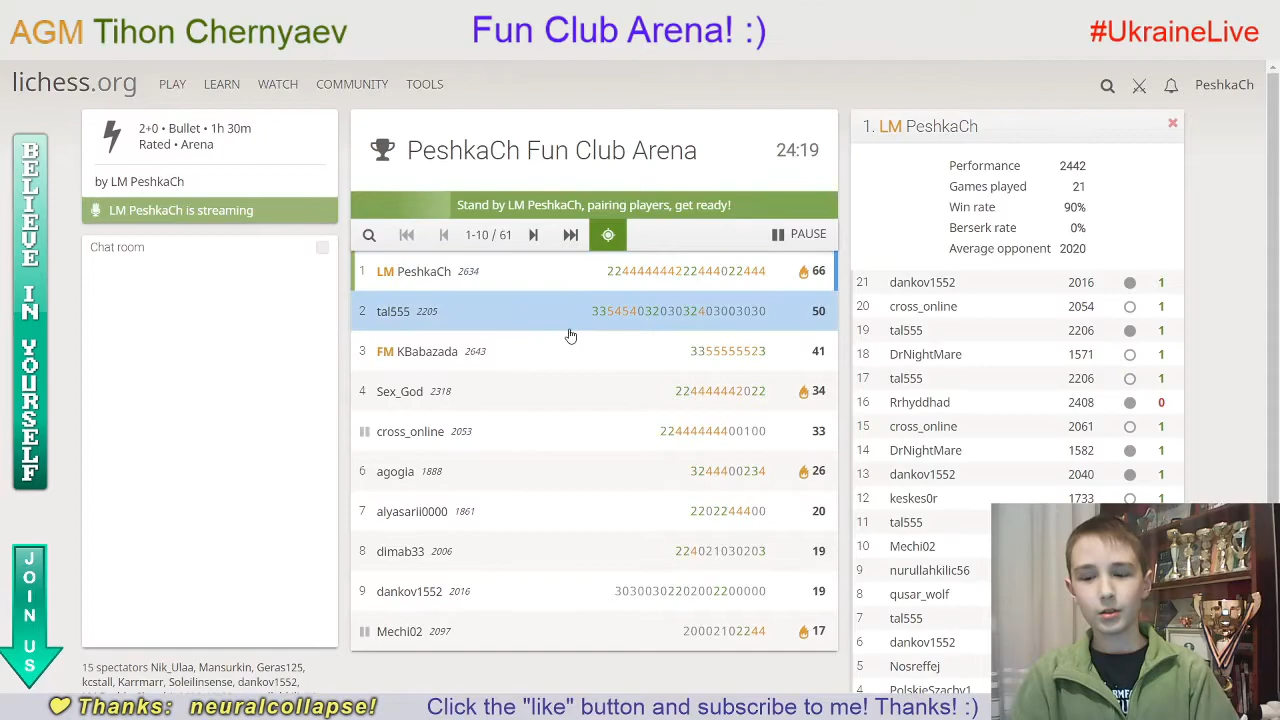 AGM Tihon Chernyaev
Fun Club Arena! :)
#UkraineLive
lichess.org
PLAY
LEARN
WATCH
COMMUNITY
TOOLS
PeshkaCh
BELIEVE IN YOURSELF
JOIN US
2+0 • Bullet • 1h 30m
Rated • Arena
by LM PeshkaCh
LM PeshkaCh is streaming
Chat room
15 spectators Nik_Ulaa, Mansurkin, Geras125,
kcstall, Karrmarr, Soleilinsense, dankov1552,
PeshkaCh Fun Club Arena
24:19
Stand by LM PeshkaCh, pairing players, get ready!
1-10 / 61
PAUSE
1 LM PeshkaCh 2634 224444444222444022444 66
2 tal555 2205 33545403203032403003030 50
3 FM KBabazada 2643 3355555523 41
4 Sex_God 2318 224444442022 34
cross_online 2053 22444444400100 33
6 agogia 1888 3244400234 26
7 alyasarii0000 1861 2202244400 20
8 dimab33 2006 224021030203 19
9 dankov1552 2016 30300302202002200000 19
Mechi02 2097 20002102244 17
1. LM PeshkaCh
Performance 2442
Games played 21
Win rate 90%
Berserk rate 0%
Average opponent 2020
21 dankov1552 2016 1
20 cross_online 2054 1
19 tal555 2206 1
18 DrNightMare 1571 1
17 tal555 2206 1
16 Rrhyddhad 2408 0
15 cross_online 2061 1
14 DrNightMare 1582 1
13 dankov1552 2040 1
12 keskes0r 1733 1
11 tal555
10 Mechi02
9 nurullahkilic56
8 qusar_wolf
7 tal555
6 dankov1552
5 Nosreffej
4 PolskieSzachy1
Thanks: neuralcollapse!
Click the "like" button and subscribe to me! Thanks! :)